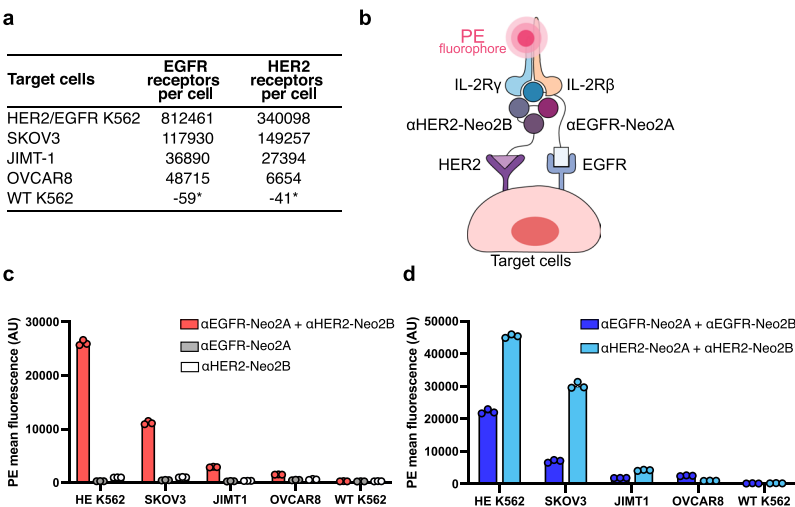 a
Target cells EGFR receptors per cell HER2 receptors per cell
HER2/EGFR K562 812461 340098
SKOV3 117930 149257
JIMT-1 36890 27394
OVCAR8 48715 6654
WT K562 -59* -41*
b
PE
fluorophore
IL-2Rγ IL-2Rβ
αHER2-Neo2B αEGFR-Neo2A
HER2 EGFR
Target cells
c
PE mean fluorescence (AU)
30000
20000
10000
0
αEGFR-Neo2A + αHER2-Neo2B
αEGFR-Neo2A
αHER2-Neo2B
HE K562 SKOV3 JIMT1 OVCAR8 WT K562
d
PE mean fluorescence (AU)
50000
40000
30000
20000
10000
0
αEGFR-Neo2A + αEGFR-Neo2B
αHER2-Neo2A + αHER2-Neo2B
HE K562 SKOV3 JIMT1 OVCAR8 WT K562